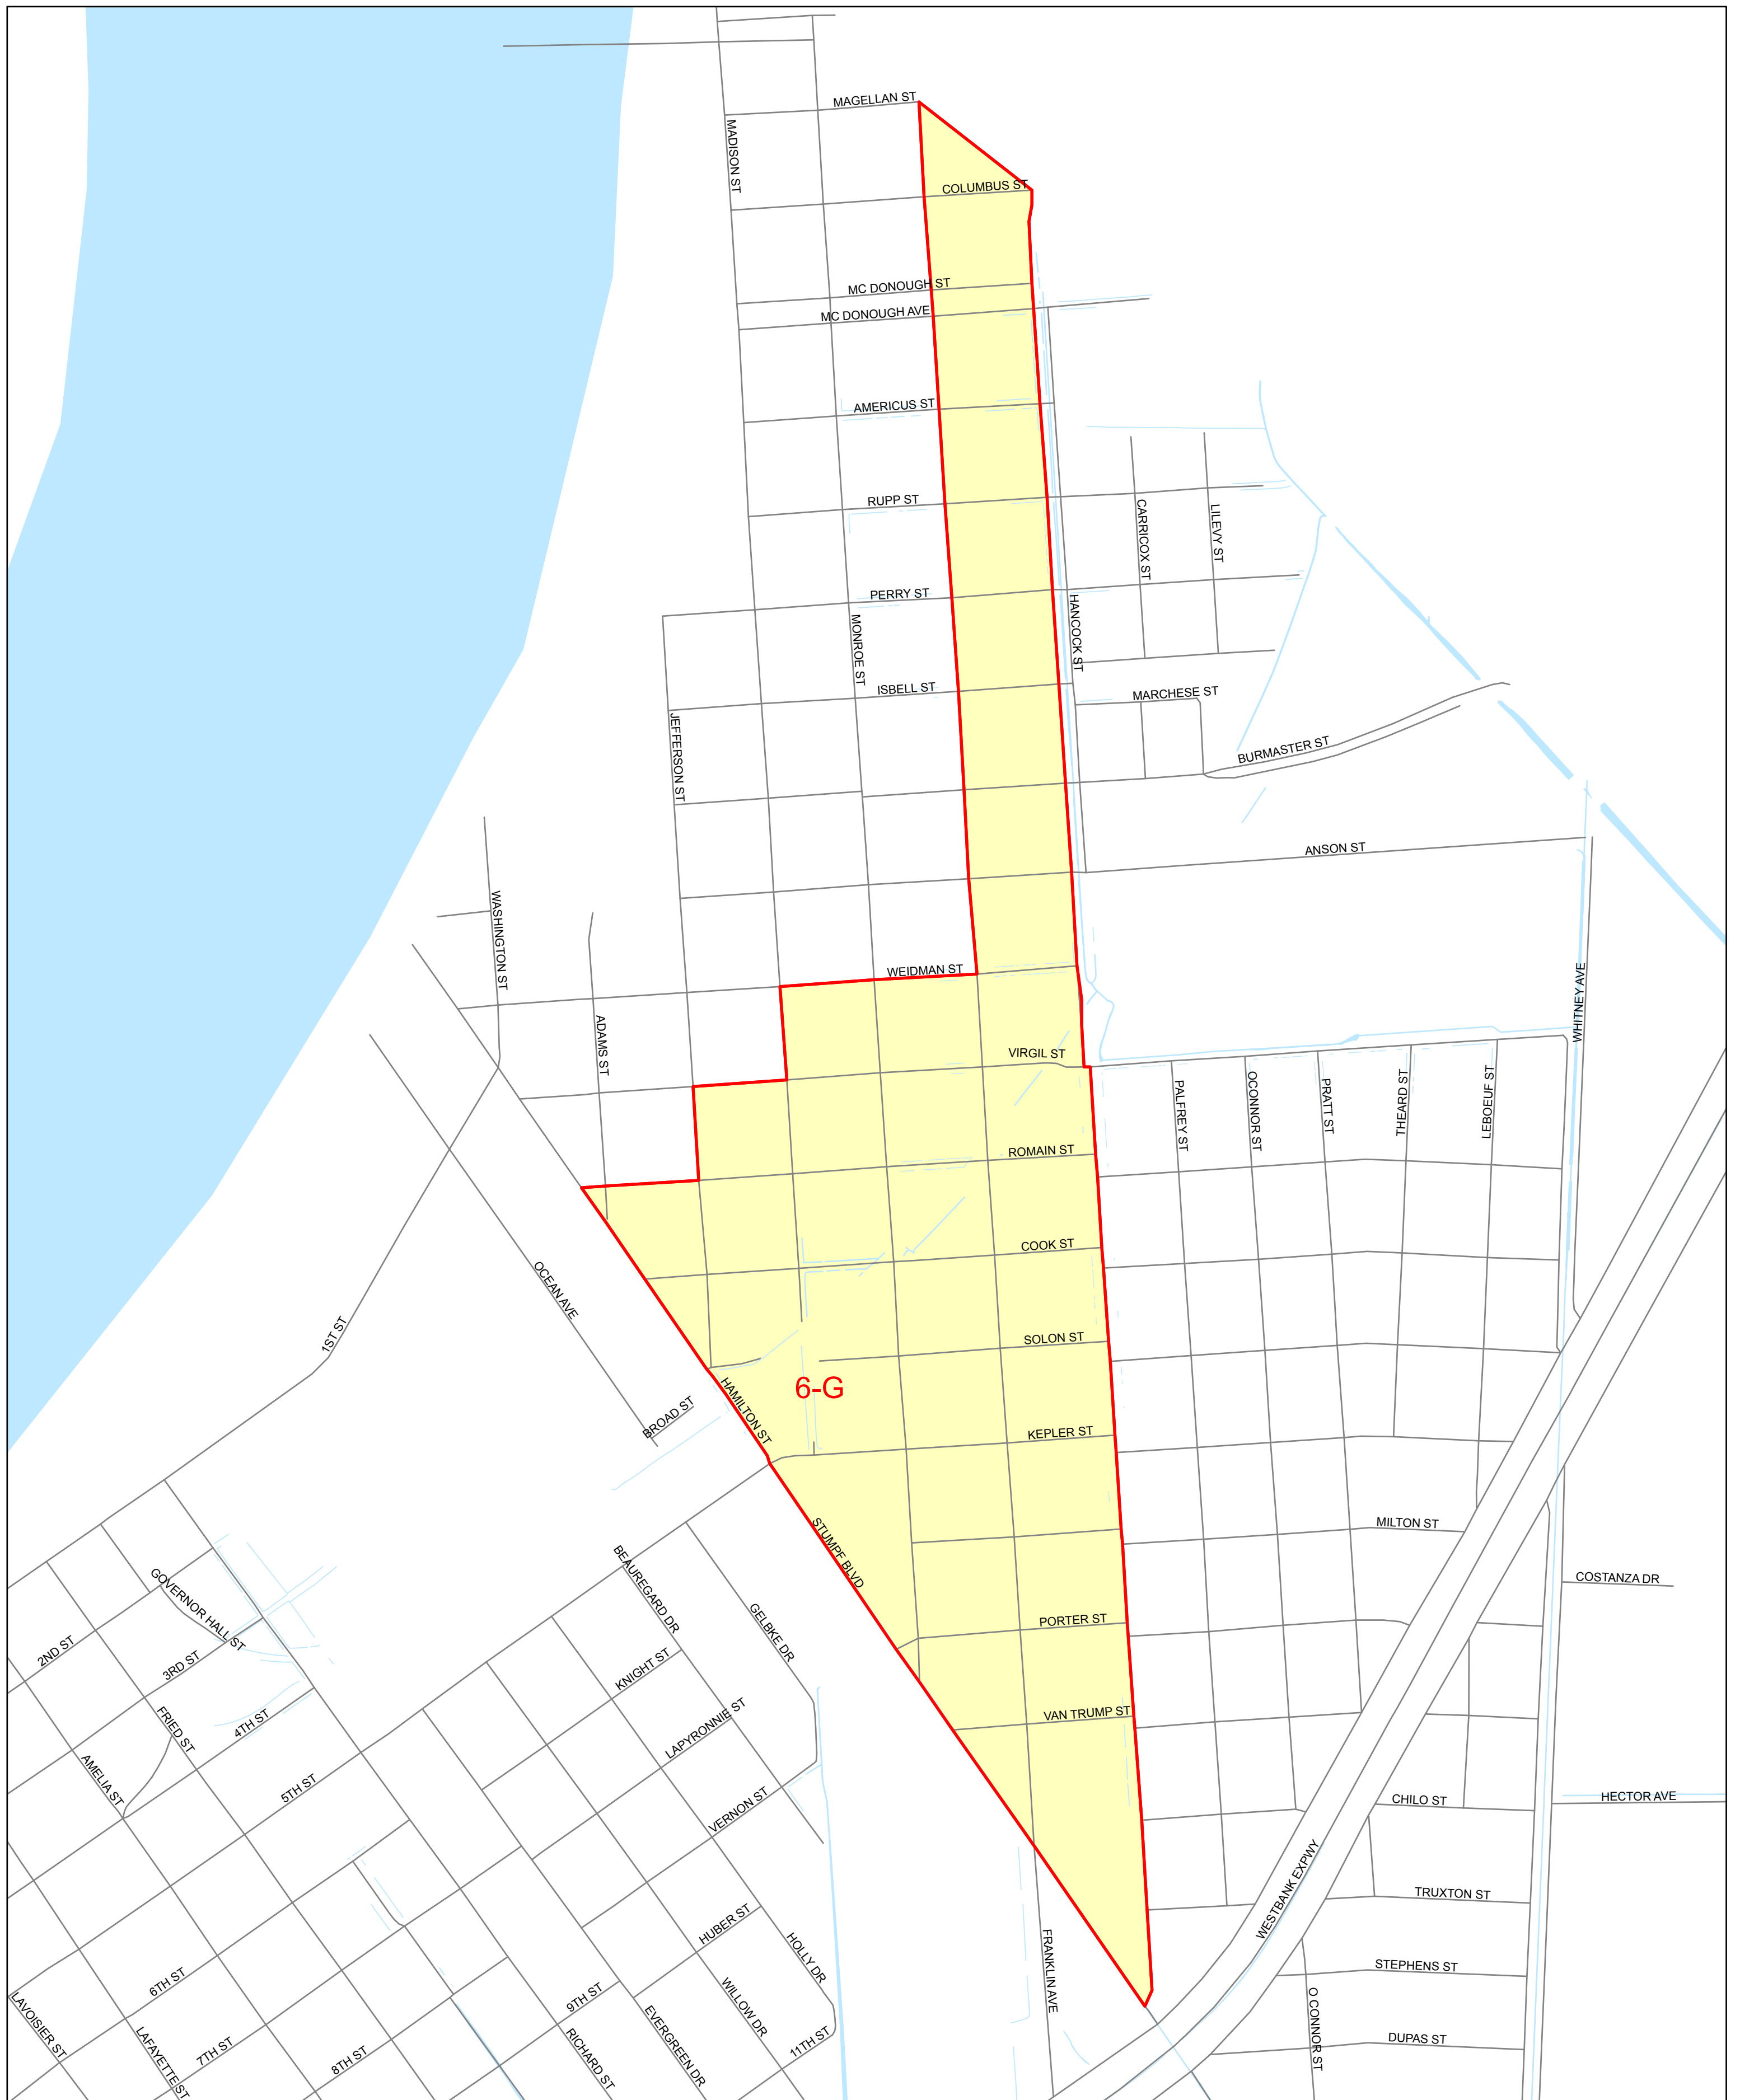 MAGELLAN ST
MADISON ST
COLUMBUS ST
MC DONOUGH ST
MC DONOUGH AVE
AMERICUS ST
RUPP ST
CARRICOX ST
LILEVY ST
PERRY ST
HANCOCK ST
MONROE ST
ISBELL ST
MARCHESE ST
JEFFERSON ST
BURMASTER ST
ANSON ST
WASHINGTON ST
WEIDMAN ST
WHITNEY AVE
ADAMS ST
VIRGIL ST
PALFREY ST
OCONNOR ST
PRATT ST
THEARD ST
LEBOEUF ST
ROMAIN ST
COOK ST
OCEAN AVE
1ST ST
SOLON ST
6-G
HAMILTON ST
BROAD ST
KEPLER ST
STUMPF BLVD
MILTON ST
BEAUREGARD DR
GOVERNOR HALL ST
COSTANZA DR
GELBKE DR
PORTER ST
2ND ST
3RD ST
KNIGHT ST
4TH ST
FRIED ST
LAPYRONNIE ST
VAN TRUMP ST
AMELIA ST
5TH ST
VERNON ST
CHILO ST
HECTOR AVE
WESTBANK EXPWY
TRUXTON ST
HUBER ST
HOLLY DR
FRANKLIN AVE
STEPHENS ST
6TH ST
9TH ST
WILLOW DR
LAVOISIER ST
LAFAYETTE ST
7TH ST
8TH ST
RICHARD ST
EVERGREEN DR
11TH ST
O CONNOR ST
DUPAS ST